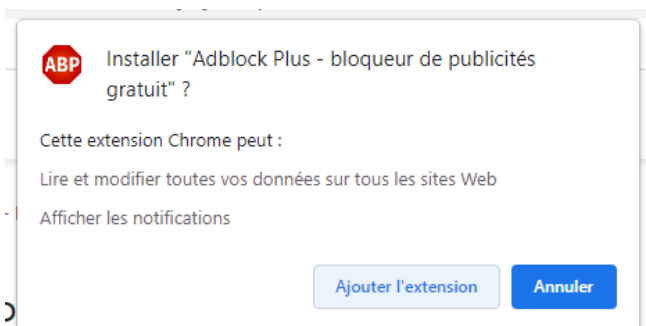 ABP
Installer "Adblock Plus - bloqueur de publicités
gratuit" ?
Cette extension Chrome peut :
Lire et modifier toutes vos données sur tous les sites Web
Afficher les notifications
Ajouter l'extension
Annuler